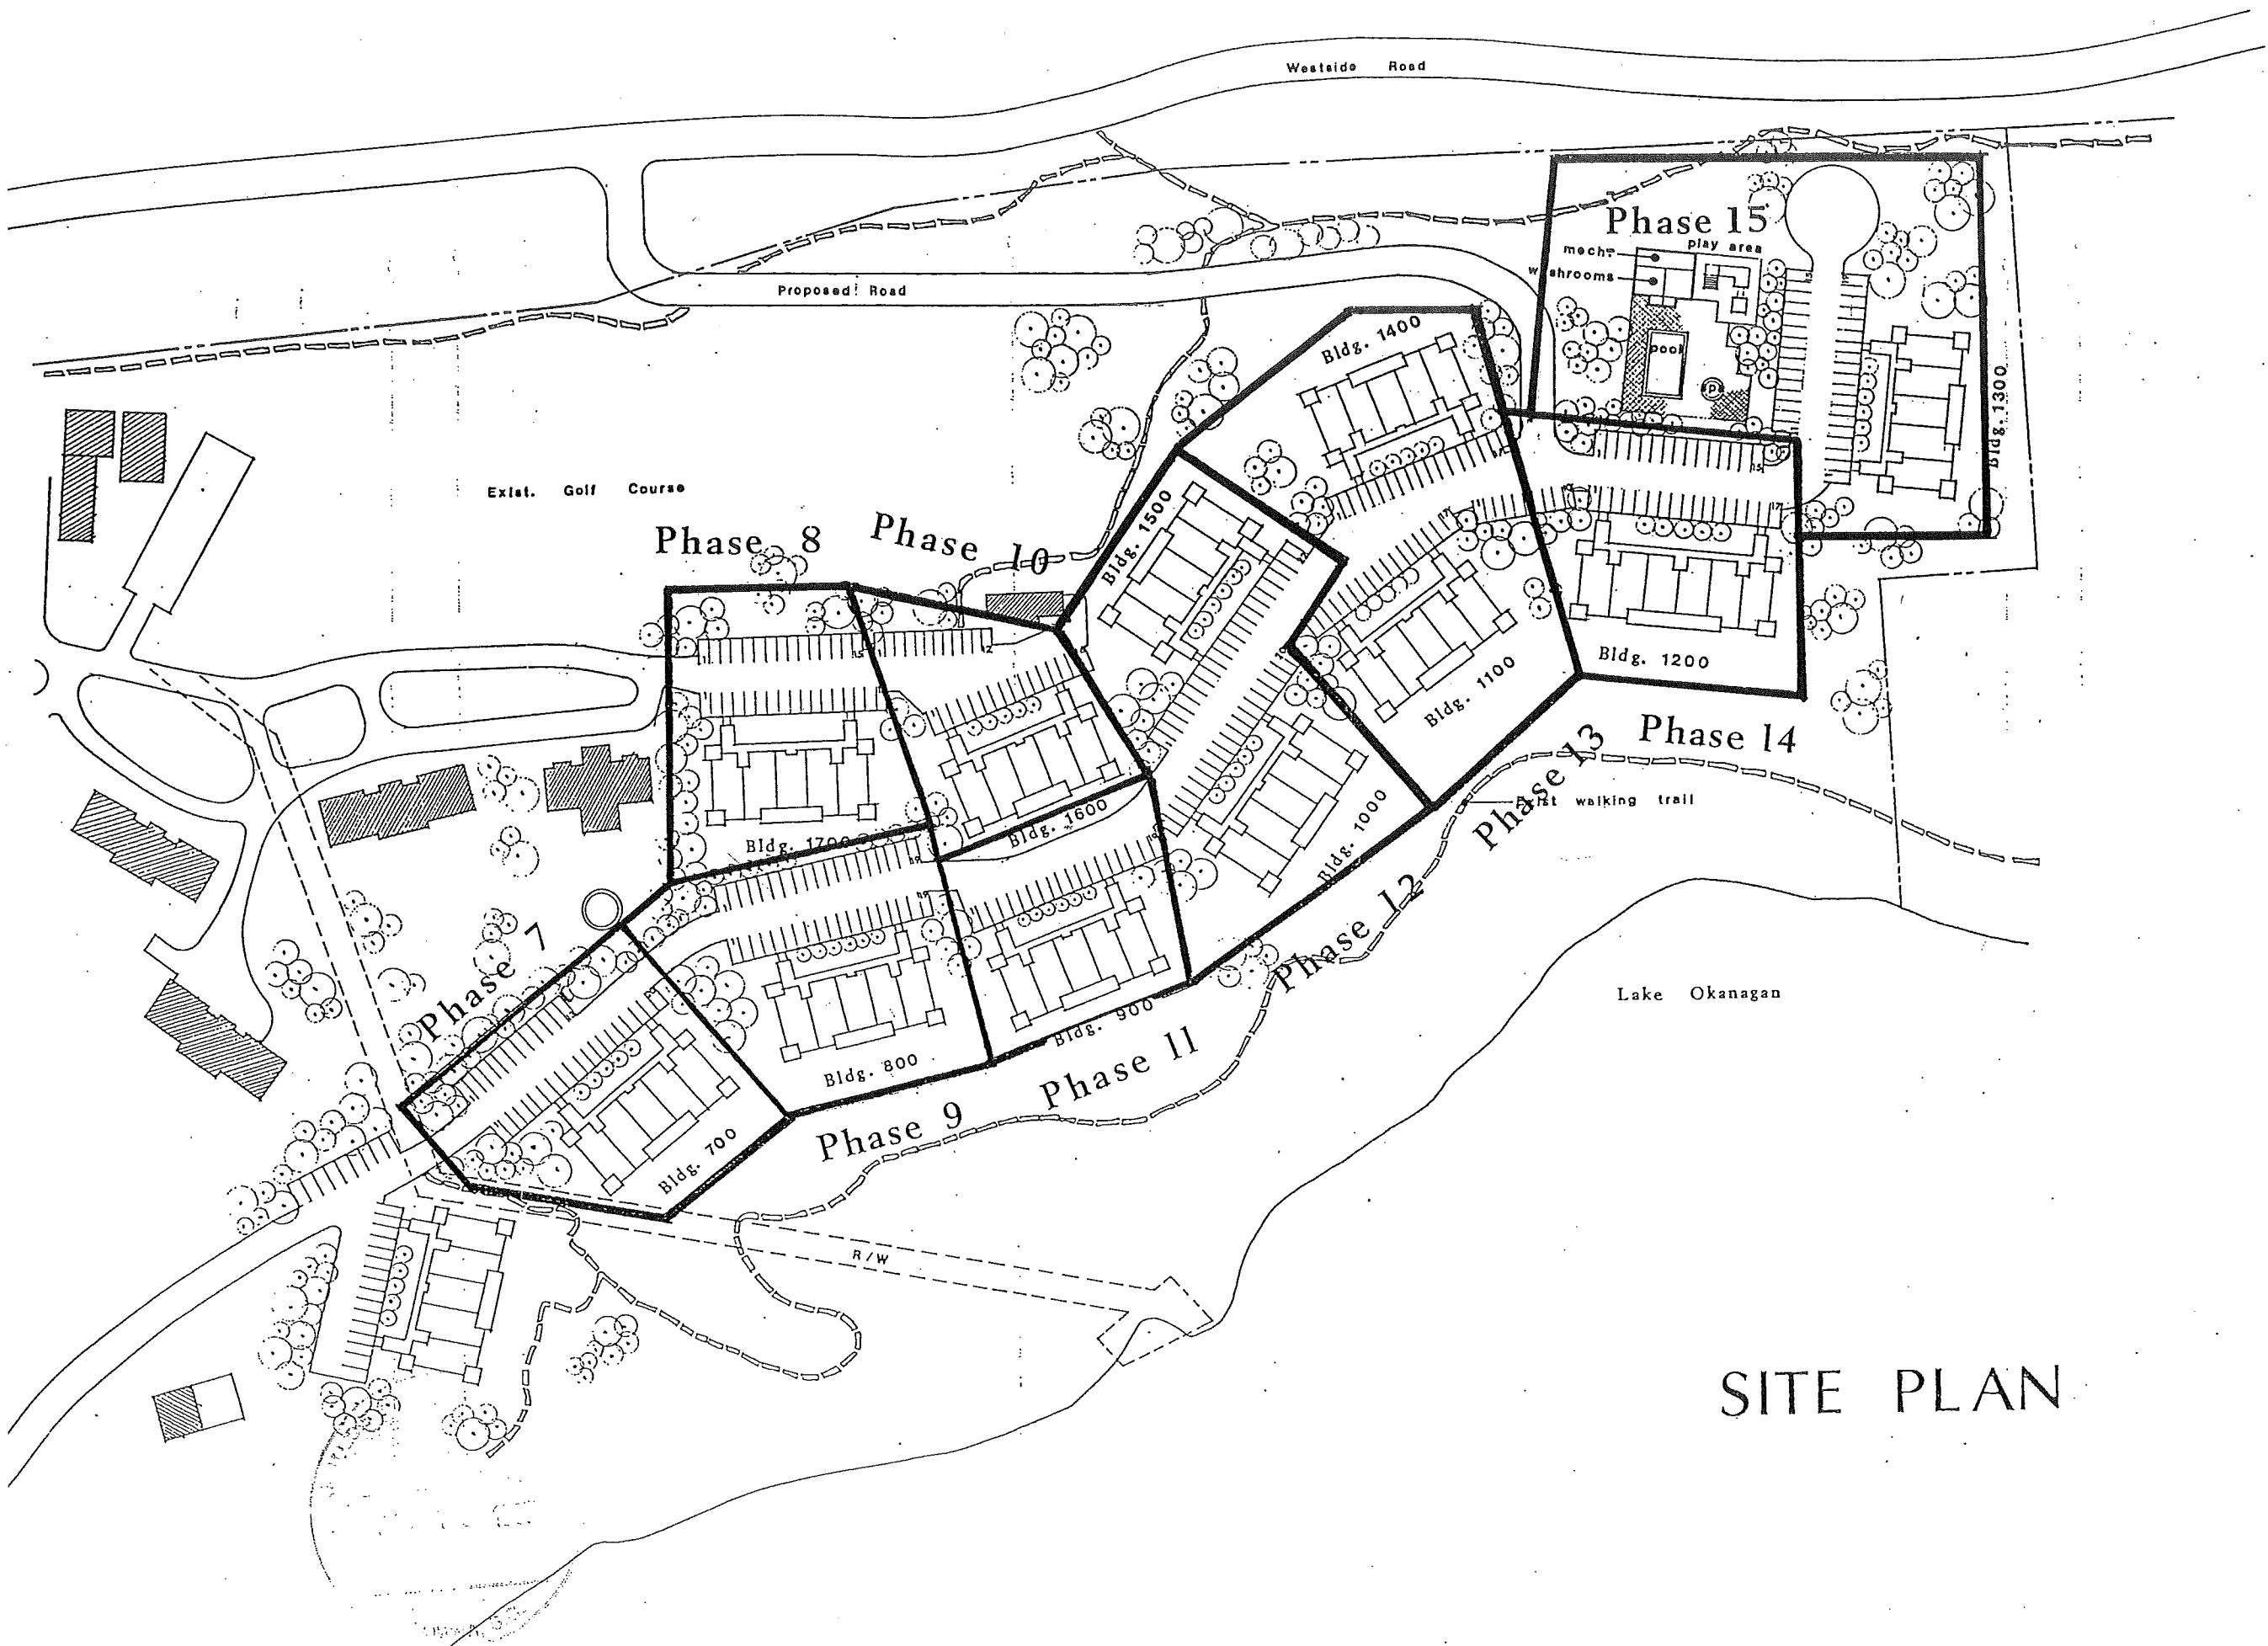 Westside Road
Phase 15
play area
mech.
washrooms
Proposed Road
pool
spa
Bldg. 1400
Bldg. 1300
Exist. Golf Course
Phase 8
Phase 10
Bldg. 1500
Bldg. 1200
Bldg. 1100
Phase 14
Phase 13
Exist walking trail
Bldg. 1700
Bldg. 1600
Bldg. 1000
Phase 12
Phase 7
Lake Okanagan
Bldg. 900
Bldg. 800
Phase 11
Phase 9
Bldg. 700
R/W
SITE PLAN